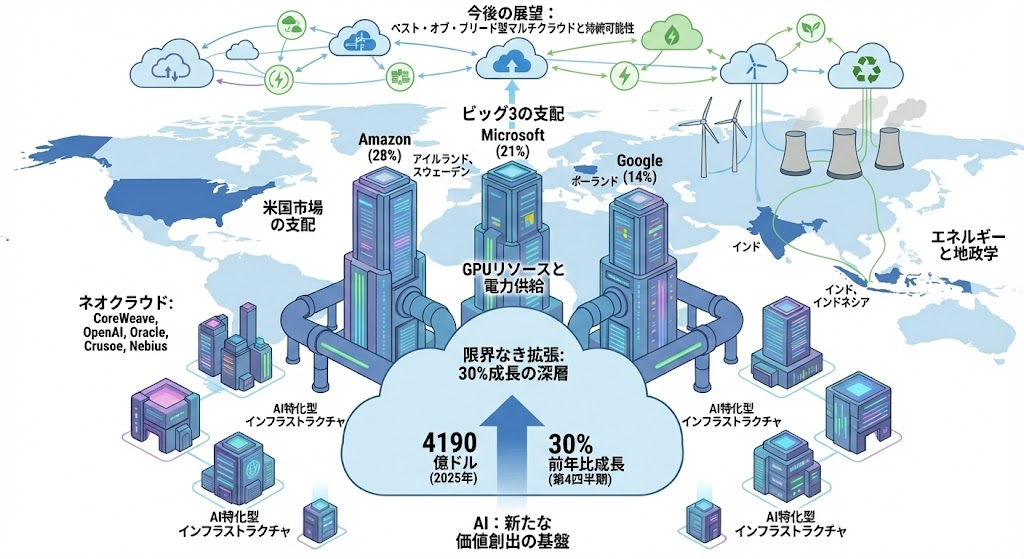 今後の展望：
ベスト・オブ・ブリード型マルチクラウドと持続可能性
ビッグ3の支配
Amazon
(28%)
アイルランド、
スウェーデン
Microsoft
(21%)
Google
(14%)
ポーランド
米国市場
の支配
インド
エネルギー
と地政学
インド、
インドネシア
GPUリソースと
電力供給
ネオクラウド:
CoreWeave,
OpenAI, Oracle,
Crusoe, Nebius
限界なき拡張:
30%成長の深層
AI特化型
インフラストラクチャ
AI特化型
インフラストラクチャ
4190
億ドル
(2025年)
30%
前年比成長
(第4四半期)
AI特化型
インフラストラクチャ
AI：新たな
価値創出の基盤
AI特化型
インフラストラクチャ